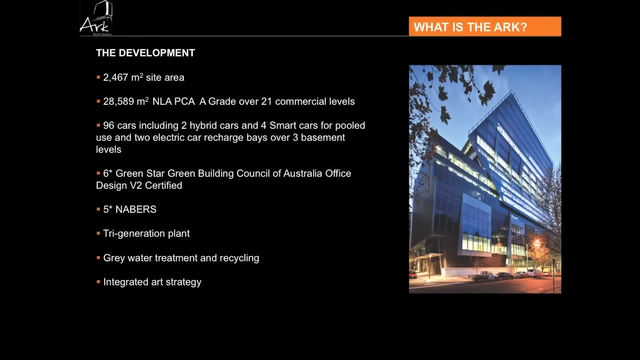 Ark
WHAT IS THE ARK?
THE DEVELOPMENT
▪ 2,467 m² site area
▪ 28,589 m² NLA PCA A Grade over 21 commercial levels
▪ 96 cars including 2 hybrid cars and 4 Smart cars for pooled
use and two electric car recharge bays over 3 basement
levels
▪ 6* Green Star Green Building Council of Australia Office
Design V2 Certified
▪ 5* NABERS
▪ Tri-generation plant
▪ Grey water treatment and recycling
▪ Integrated art strategy